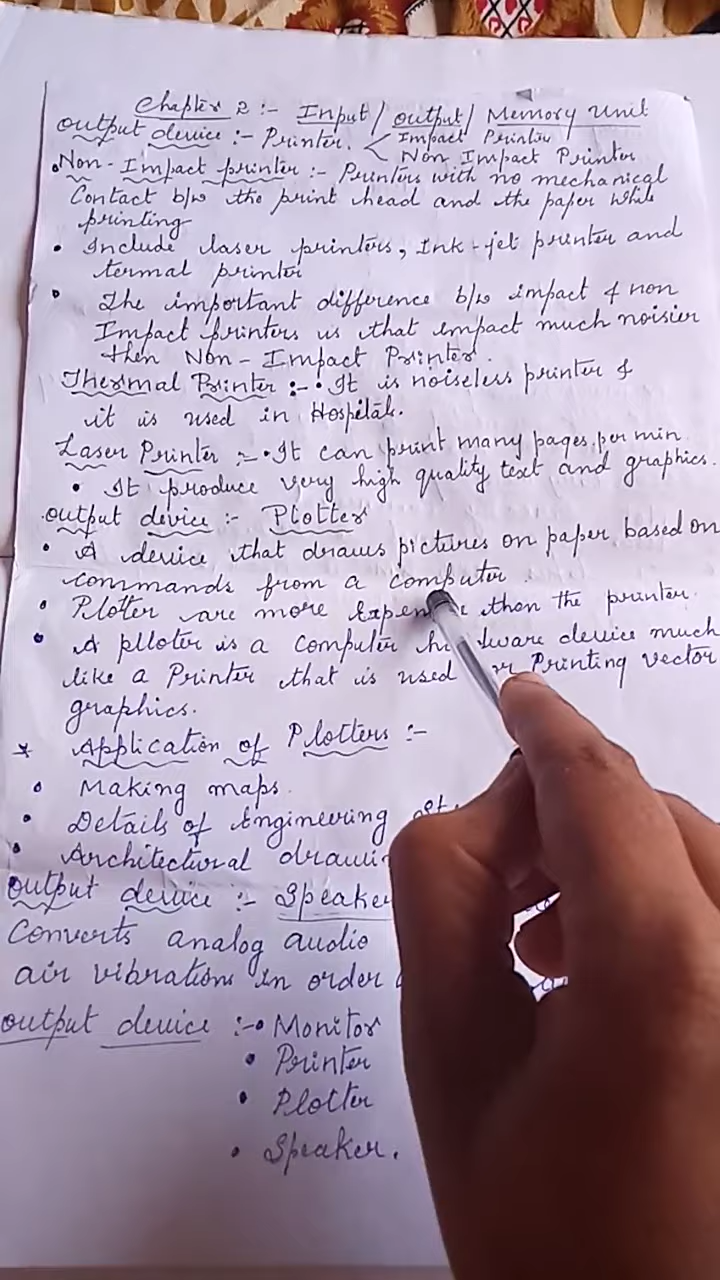 Chapter 2 :- Input / output / Memory Unit
output device :- Printer. < Impact Printer
Non Impact Printer
• Non-Impact printer :- Printers with no mechanical
Contact b/w the print head and the paper while
printing
• Include laser printers, Ink-jet printer and
termal printer
• The important difference b/w impact & non
Impact printers is that impact much noisier
then Non-Impact Printer.
Thermal Printer :- • It is noiseless printer &
it is used in Hospitals.
Laser Printer :- • It can print many pages per min
• It produce very high quality text and graphics.
output device :- Plotter
• A device that draws pictures on paper based on
commands from a computer.
• Plotter are more than the printer.
• A plloter is a computer device much
like a Printer that is used Printing vector
graphics.
* Application of Plotters :-
• Making maps.
• Details of Engineering
• Architectural
output device :-
Converts analog audio
air vibrations in order
output device :- • Monitor
• Printer
• Plotter
• Speaker.